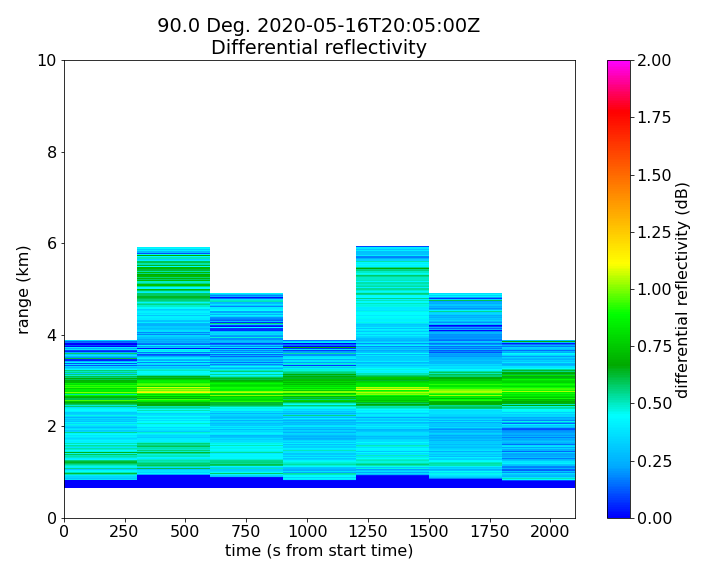 90.0 Deg. 2020-05-16T20:05:00Z
Differential reflectivity
10
8
6
4
2
0
range (km)
0 250 500 750 1000 1250 1500 1750 2000
time (s from start time)
2.00
1.75
1.50
1.25
1.00
0.75
0.50
0.25
0.00
differential reflectivity (dB)